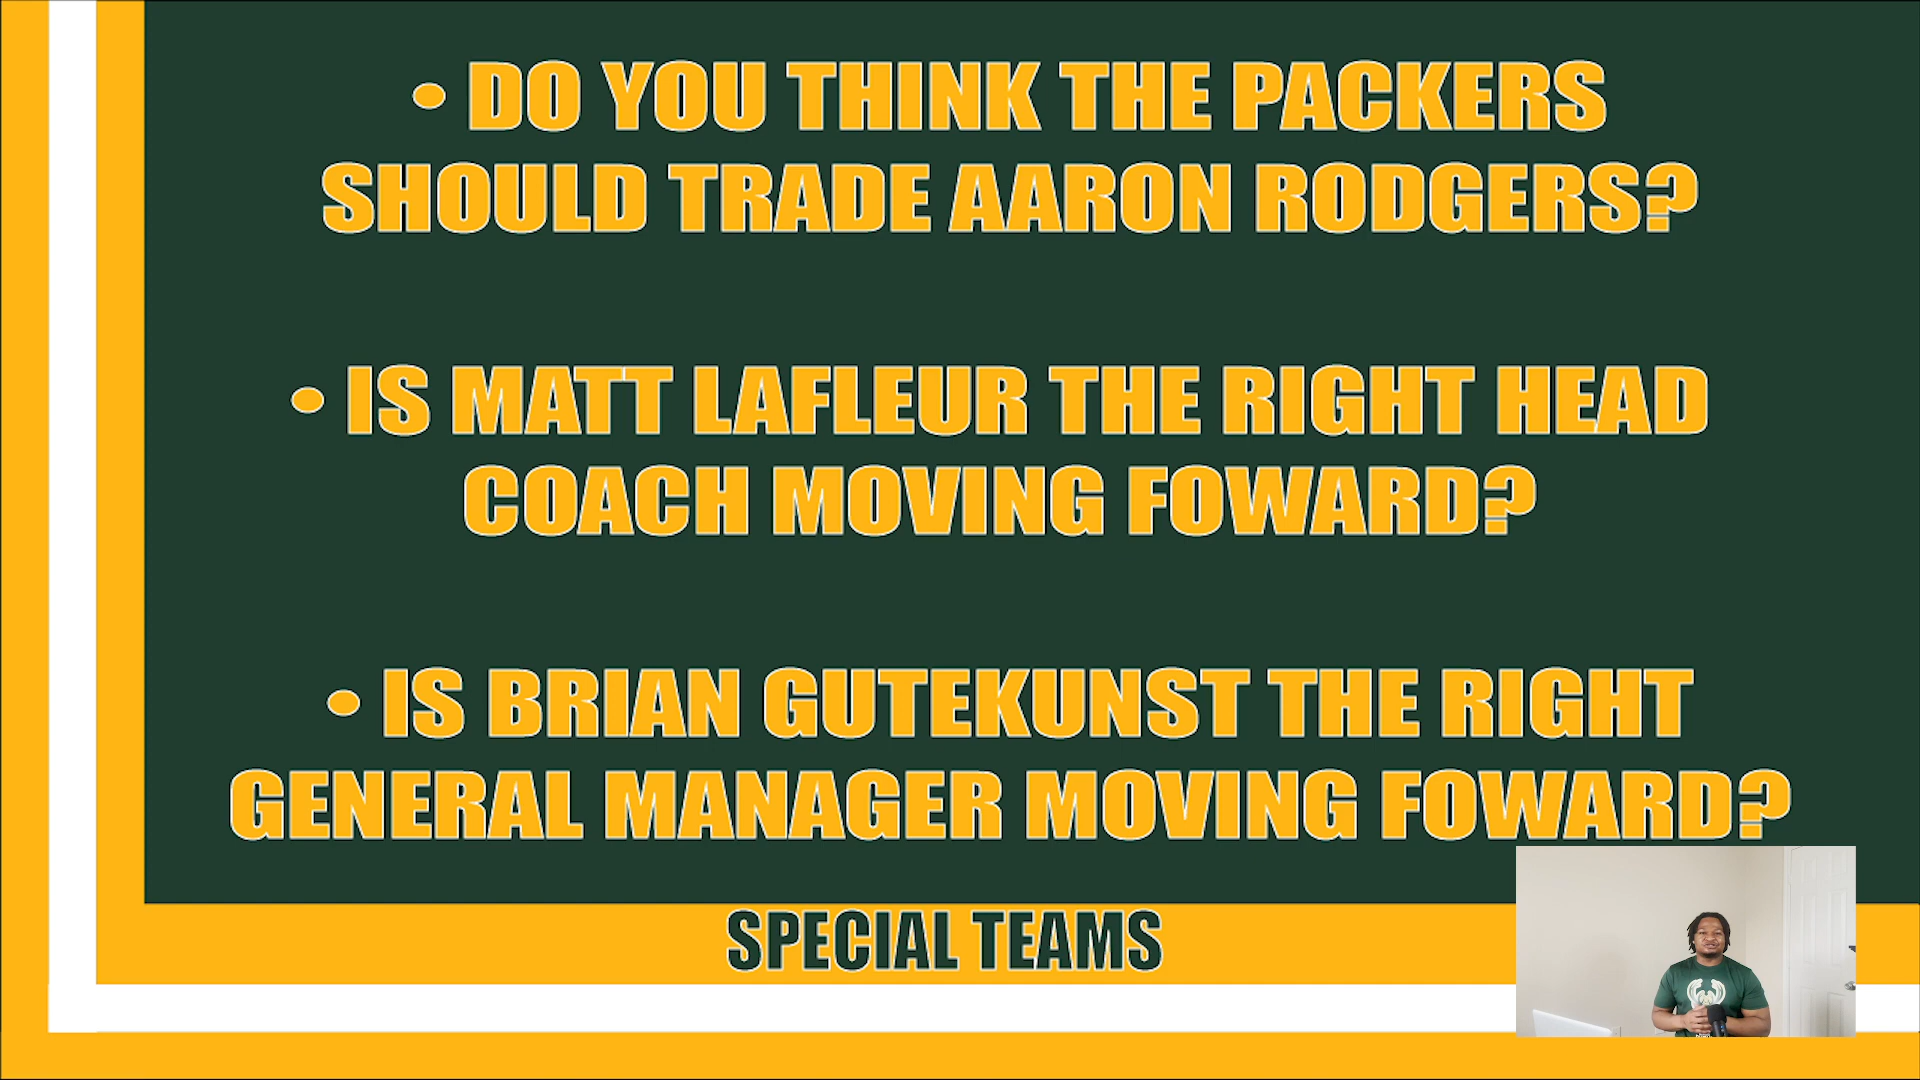 • DO YOU THINK THE PACKERS
SHOULD TRADE AARON RODGERS?
• IS MATT LAFLEUR THE RIGHT HEAD
COACH MOVING FOWARD?
• IS BRIAN GUTEKUNST THE RIGHT
GENERAL MANAGER MOVING FOWARD?
SPECIAL TEAMS